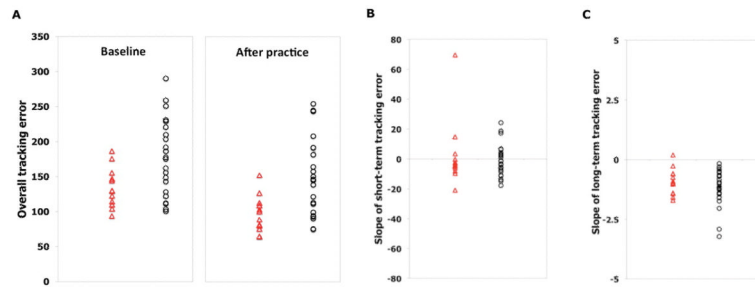 A
B
C
Baseline
After practice
Overall tracking error
350
300
250
200
150
100
50
0
Slope of short-term tracking error
80
60
40
20
0
-20
-40
-60
-80
Slope of long-term tracking error
5
2.5
0
-2.5
-5